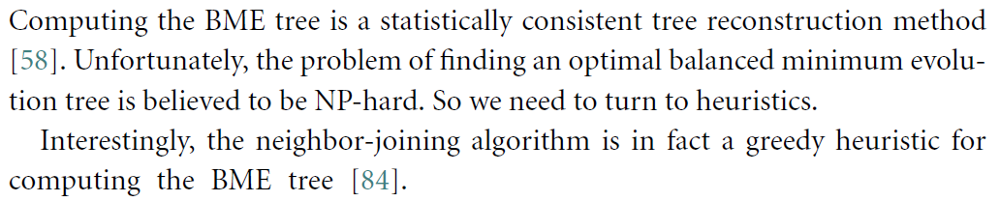 Computing the BME tree is a statistically consistent tree reconstruction method
[58]. Unfortunately, the problem of finding an optimal balanced minimum evolu-
tion tree is believed to be NP-hard. So we need to turn to heuristics.
Interestingly, the neighbor-joining algorithm is in fact a greedy heuristic for
computing the BME tree [84].